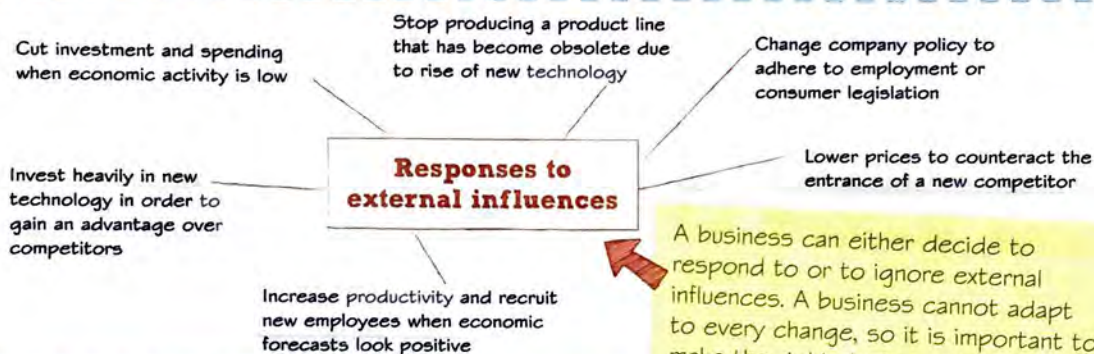 Cut investment and spending
when economic activity is low
Stop producing a product line
that has become obsolete due
to rise of new technology
Change company policy to
adhere to employment or
consumer legislation
Invest heavily in new
technology in order to
gain an advantage over
competitors
Responses to
external influences
Lower prices to counteract the
entrance of a new competitor
Increase productivity and recruit
new employees when economic
forecasts look positive
A business can either decide to
respond to or to ignore external
influences. A business cannot adapt
to every change, so it is important to